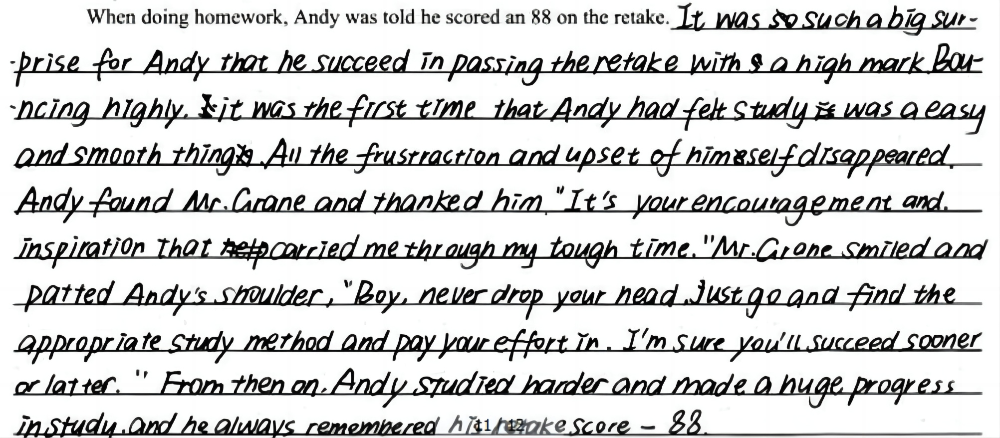 When doing homework, Andy was told he scored an 88 on the retake. It was so such a big sur-
-prise for Andy that he succeed in passing the retake with a high mark. Bou-
-ncing highly. it was the first time that Andy had felt study is was a easy
and smooth thing. All the frustraction and upset of himself disappeared.
Andy found Mr. Crane and thanked him. "It's your encouragement and.
inspiration that help carried me through my tough time." Mr. Crane smiled and
patted Andy's shoulder, "Boy, never drop your head. Just go and find the
appropriate study method and pay your effort in. I'm sure you'll succeed sooner
or latter." From then on, Andy studied harder and made a huge progress
in study. and he always remembered his retake score - 88.
11 / 12